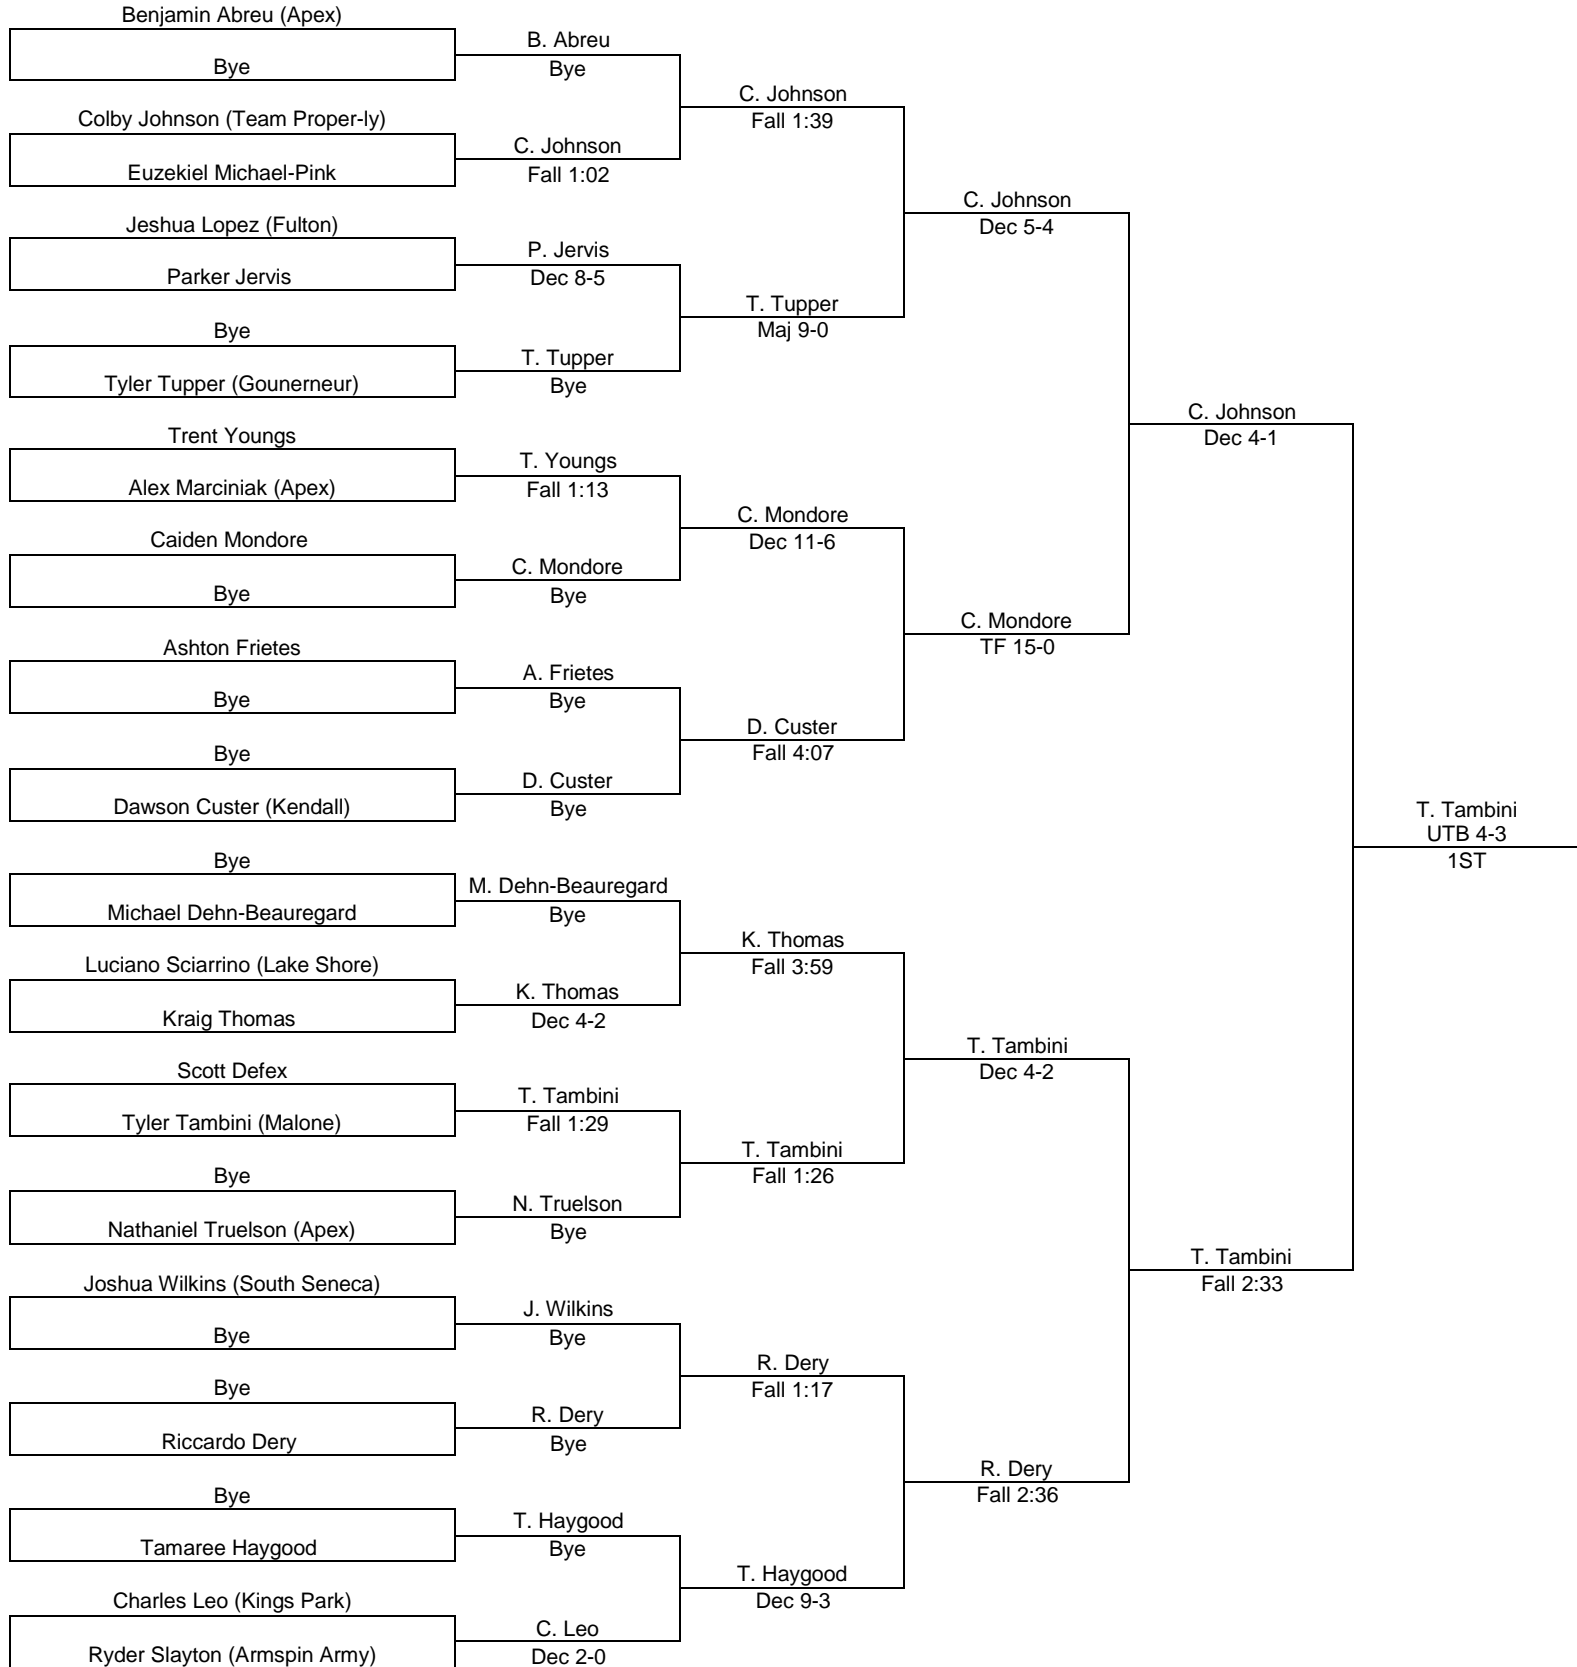 Benjamin Abreu (Apex)
Bye
Colby Johnson (Team Proper-ly)
Euzekiel Michael-Pink
Jeshua Lopez (Fulton)
Parker Jervis
Bye
Tyler Tupper (Gounerneur)
Trent Youngs
Alex Marciniak (Apex)
Caiden Mondore
Bye
Ashton Frietes
Bye
Bye
Dawson Custer (Kendall)
Bye
Michael Dehn-Beauregard
Luciano Sciarrino (Lake Shore)
Kraig Thomas
Scott Defex
Tyler Tambini (Malone)
Bye
Nathaniel Truelson (Apex)
Joshua Wilkins (South Seneca)
Bye
Bye
Riccardo Dery
Bye
Tamaree Haygood
Charles Leo (Kings Park)
Ryder Slayton (Armspin Army)
B. Abreu
Bye
C. Johnson
Fall 1:02
P. Jervis
Dec 8-5
T. Tupper
Bye
T. Youngs
Fall 1:13
C. Mondore
Bye
A. Frietes
Bye
D. Custer
Bye
M. Dehn-Beauregard
Bye
K. Thomas
Dec 4-2
T. Tambini
Fall 1:29
N. Truelson
Bye
J. Wilkins
Bye
R. Dery
Bye
T. Haygood
Bye
C. Leo
Dec 2-0
C. Johnson
Fall 1:39
T. Tupper
Maj 9-0
C. Mondore
Dec 11-6
D. Custer
Fall 4:07
K. Thomas
Fall 3:59
T. Tambini
Fall 1:26
R. Dery
Fall 1:17
T. Haygood
Dec 9-3
C. Johnson
Dec 5-4
C. Mondore
TF 15-0
T. Tambini
Dec 4-2
R. Dery
Fall 2:36
C. Johnson
Dec 4-1
T. Tambini
Fall 2:33
T. Tambini
UTB 4-3
1ST